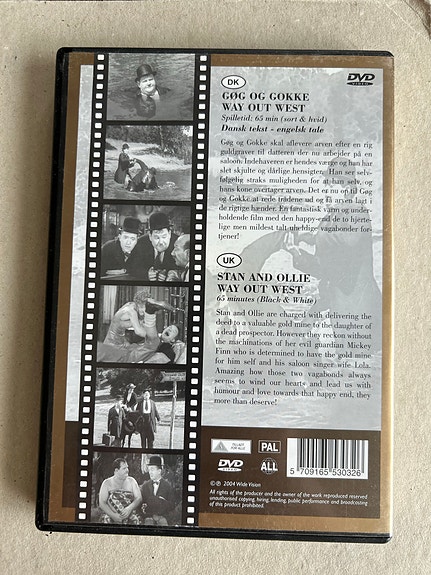 DK
DVD
VIDEO
GØG OG GOKKE
WAY OUT WEST
Spilletid: 65 min (sort & hvid)
Dansk tekst - engelsk tale
Gøg og Gokke skal aflevere arven efter en rig
guldgraver til datteren der nu arbejder på en
saloon. Indehaveren er hendes værge og han har
slet skjulte og dårlige hensigter. Han ser selv-
følgelig straks muligheden for at han selv, og
hans kone overtager arven. Det er nu op til Gøg
og Gokke at rede trådene ud og få arven lagt i
de rigtige hænder. En fantastisk varm og under-
holdende film med den happy-end de to hjerte-
lige men mildest talt uheldige vagabonder for-
tjener!
UK
STAN AND OLLIE
WAY OUT WEST
65 minutes (Black & White)
Stan and Ollie are charged with delivering the
deed to a valuable gold mine to the daughter of
a dead prospector. However they reckon without
the machinations of her evil guardian Mickey
Finn who is determined to have the gold mine
for him self and his saloon singer wife Lola.
Amazing how those two vagabonds always
seems to wind our hearts and lead us with
humour and love towards that happy end, they
more than deserve!
TILLADT
FOR ALLE
PAL
DVD
VIDEO
ALL
5 709165 530326
©℗ 2004 Wide Vision
All rights of the producer and the owner of the work reproduced
unauthorised copying, hiring, lending, public performance and broadcasting
of this product prohibited.